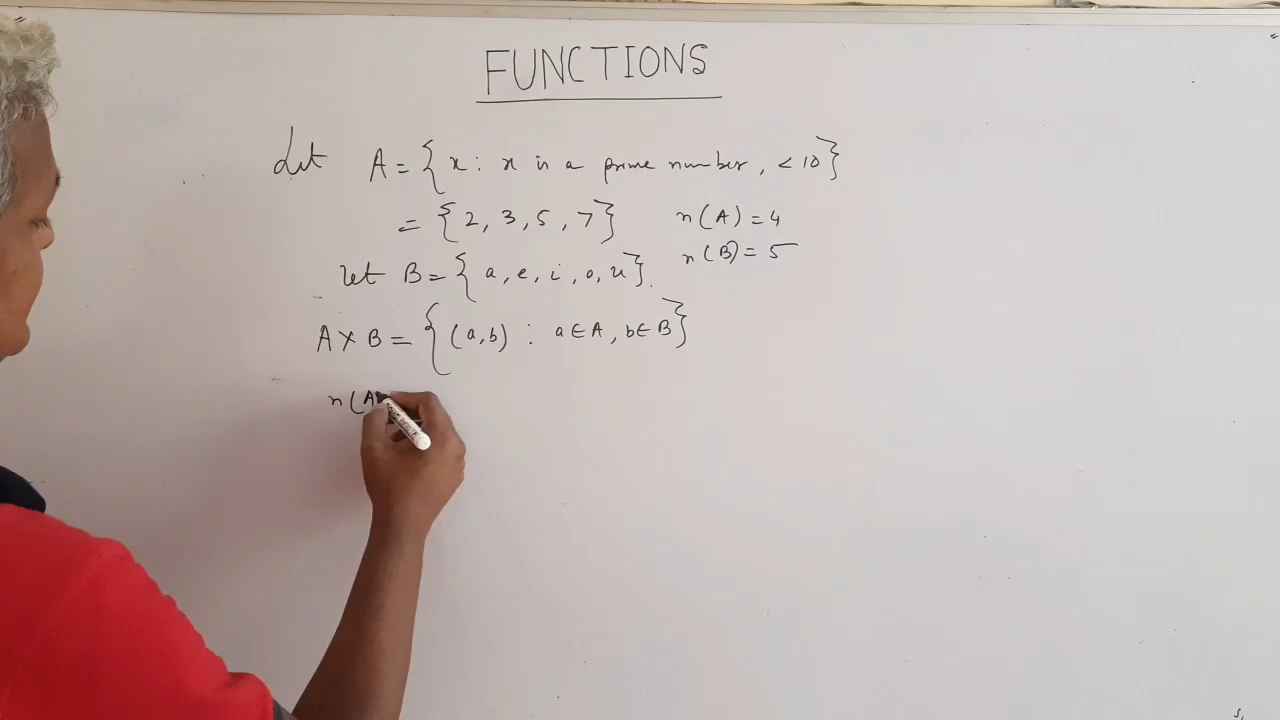 FUNCTIONS
Let A = { x : x is a prime number, < 10 }
= { 2, 3, 5, 7 } n(A) = 4
n(B) = 5
let B = { a, e, i, o, u }.
A × B = { (a, b) : a ∈ A, b ∈ B }
n(A